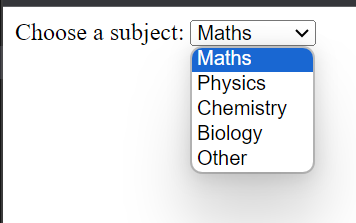 Choose a subject: Maths
Maths
Physics
Chemistry
Biology
Other